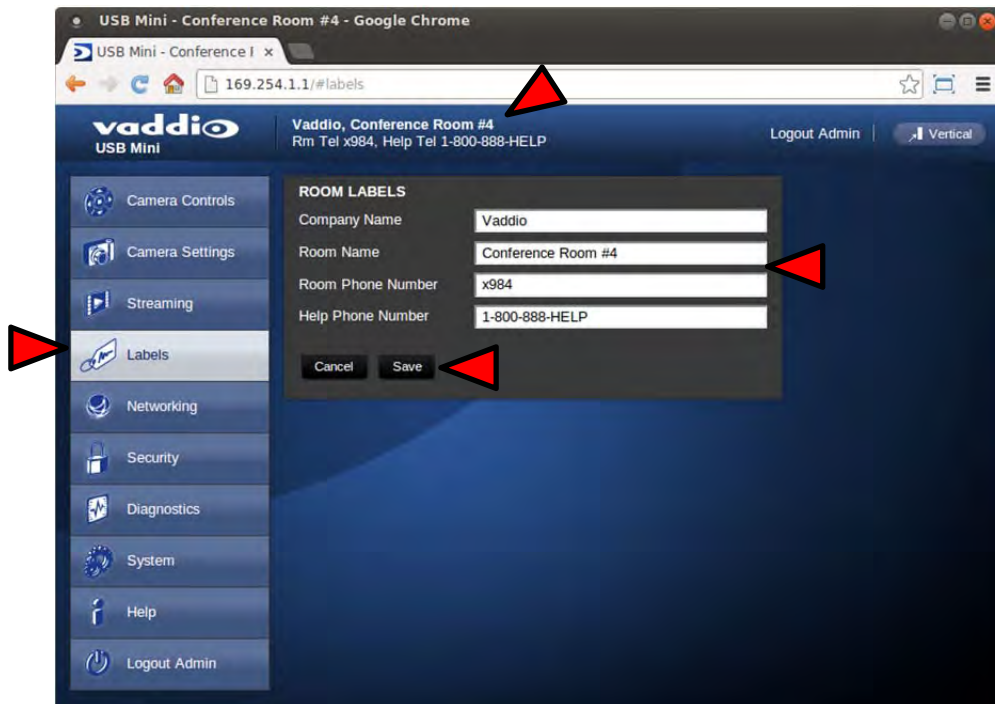 USB Mini - Conference Room #4 - Google Chrome
USB Mini - Conference I
169.254.1.1/#labels
vaddio
USB Mini
Vaddio, Conference Room #4
Rm Tel x984, Help Tel 1-800-888-HELP
Logout Admin
Vertical
Camera Controls
Camera Settings
Streaming
Labels
Networking
Security
Diagnostics
System
Help
Logout Admin
ROOM LABELS
Company Name Vaddio
Room Name Conference Room #4
Room Phone Number x984
Help Phone Number 1-800-888-HELP
Cancel Save